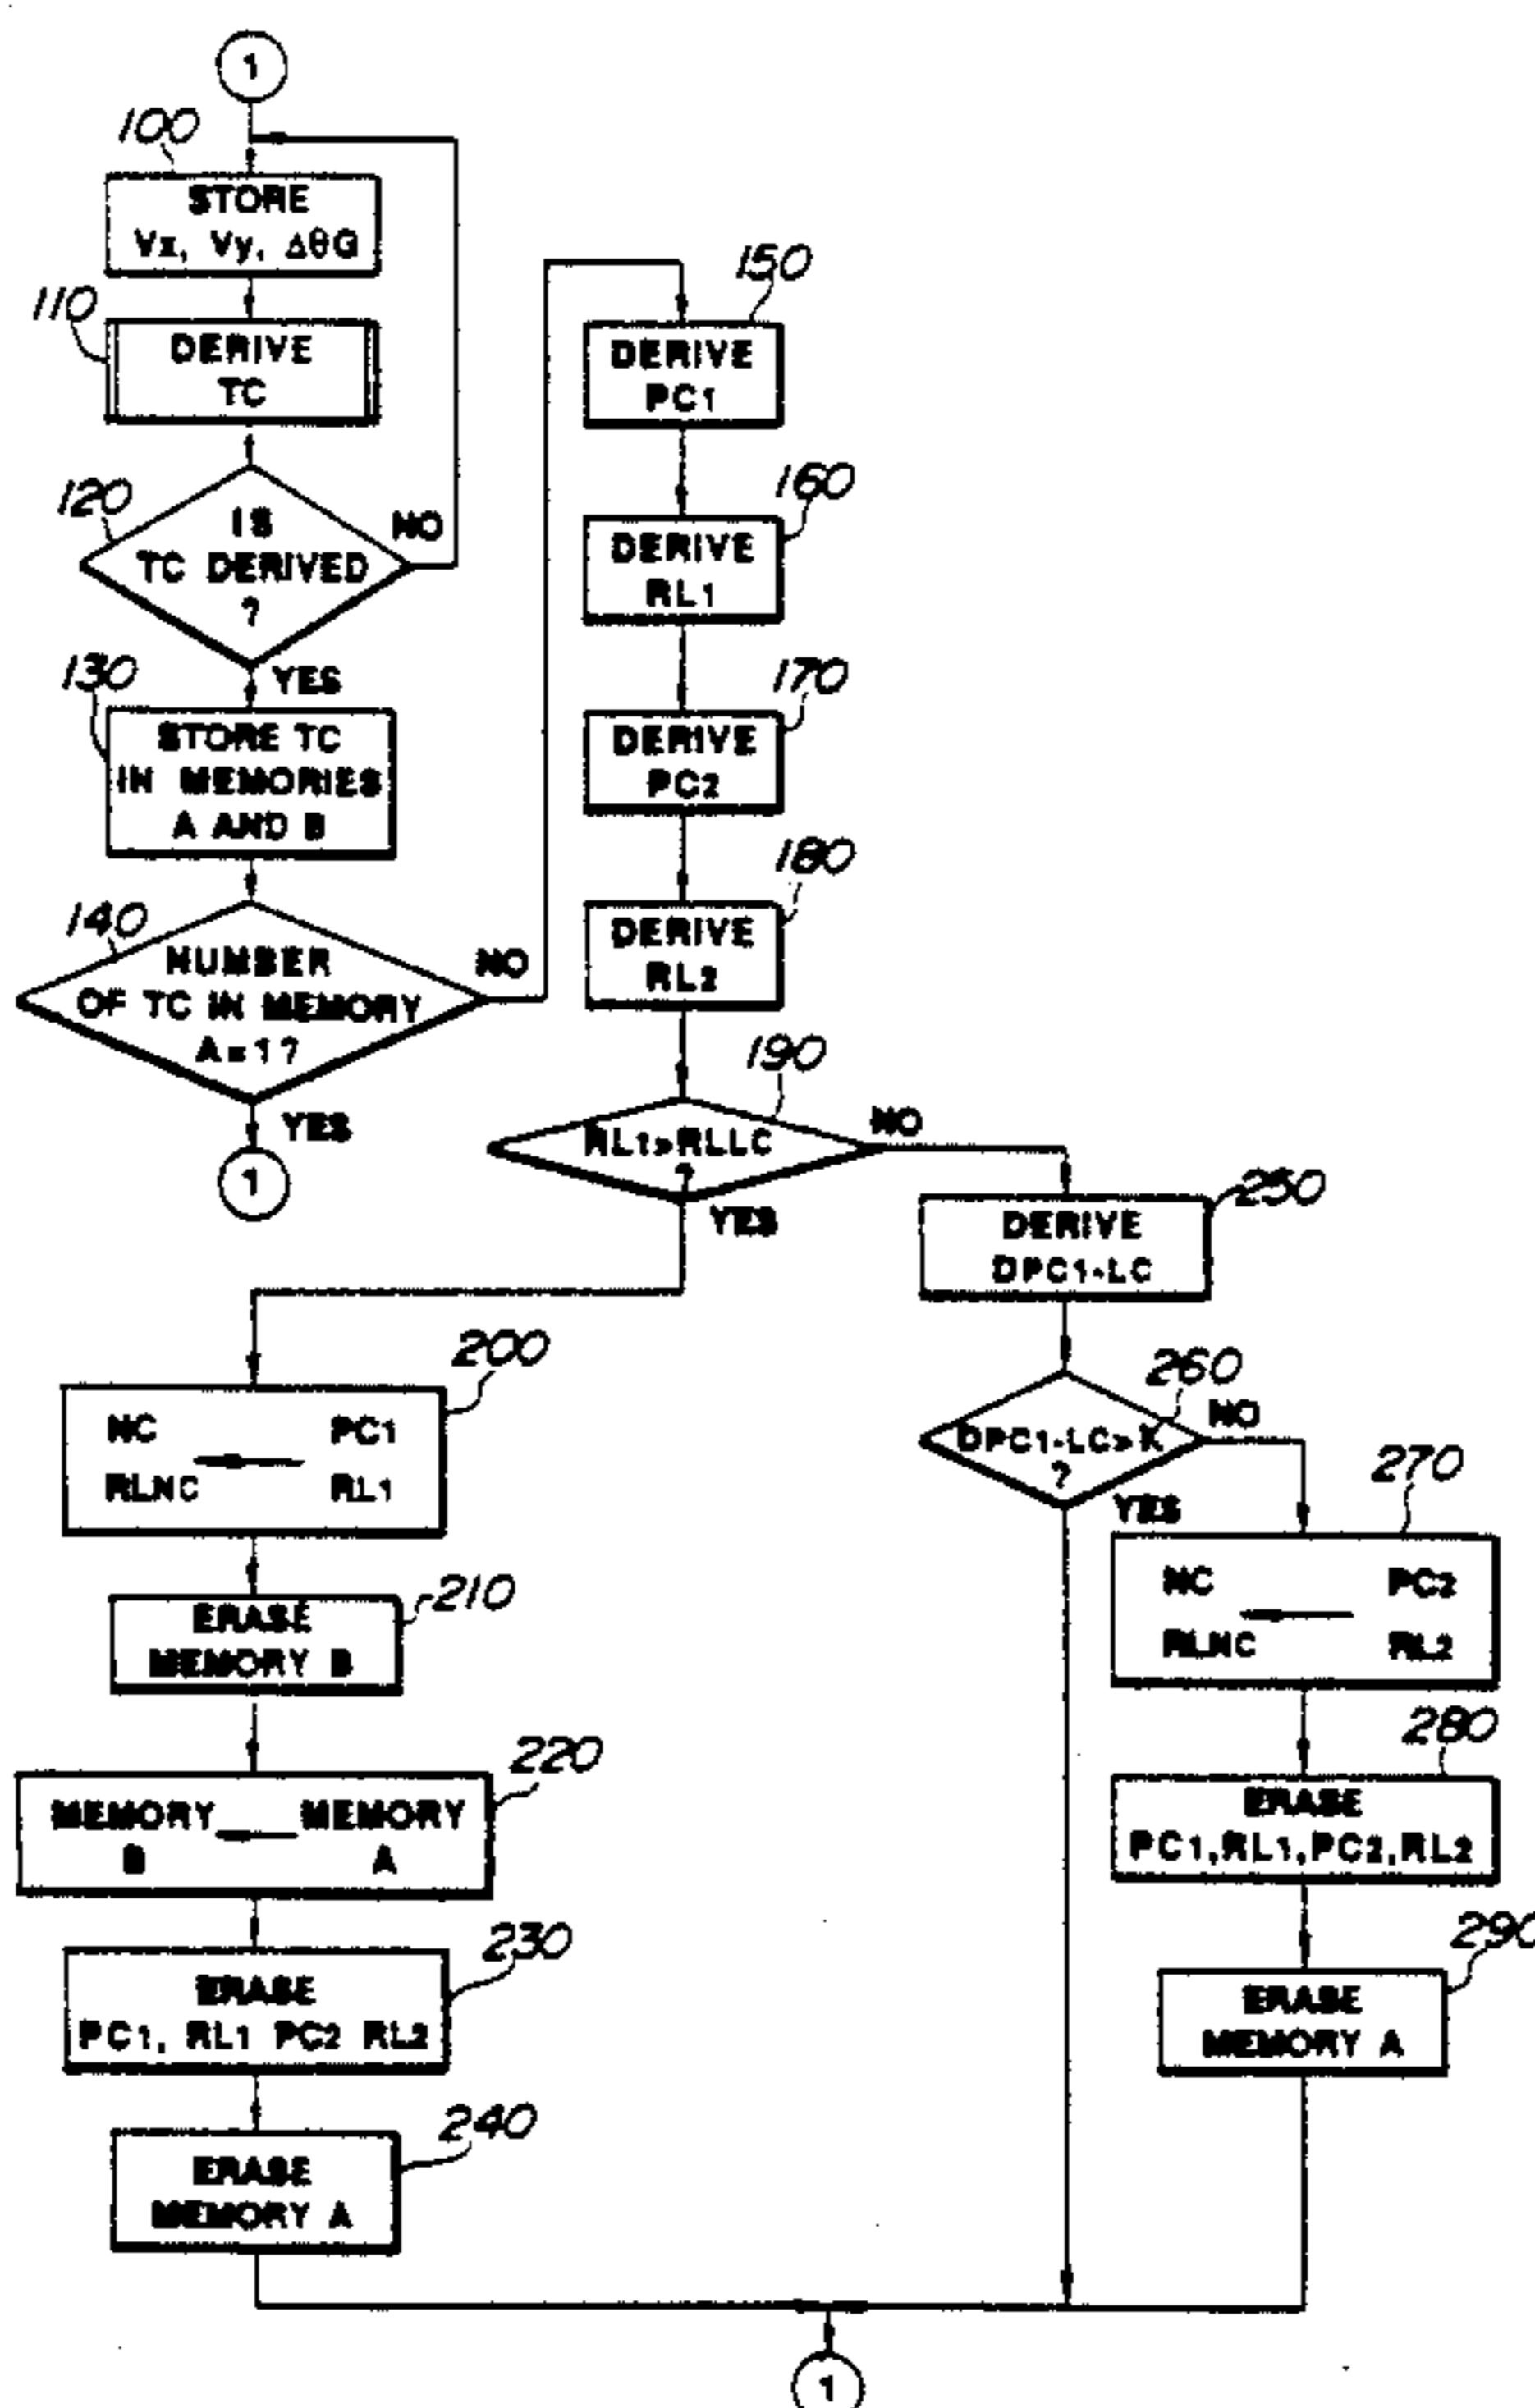 1
100
STORE
Vx, Vy, ΔθG
110
DERIVE
TC
120
IS
TC DERIVED
?
NO
YES
130
STORE TC
IN MEMORIES
A AND B
140
NUMBER
OF TC IN MEMORY
A=1?
NO
YES
1
150
DERIVE
PC1
160
DERIVE
RL1
170
DERIVE
PC2
180
DERIVE
RL2
190
RL1>RLLC
?
NO
YES
200
NC PC1
RLNC RL1
210
ERASE
MEMORY B
220
MEMORY MEMORY
B A
230
ERASE
PC1, RL1 PC2 RL2
240
ERASE
MEMORY A
250
DERIVE
DPC1-LC
260
DPC1-LC>K
?
NO
YES
270
NC PC2
RLNC RL2
280
ERASE
PC1,RL1,PC2,RL2
290
ERASE
MEMORY A
1